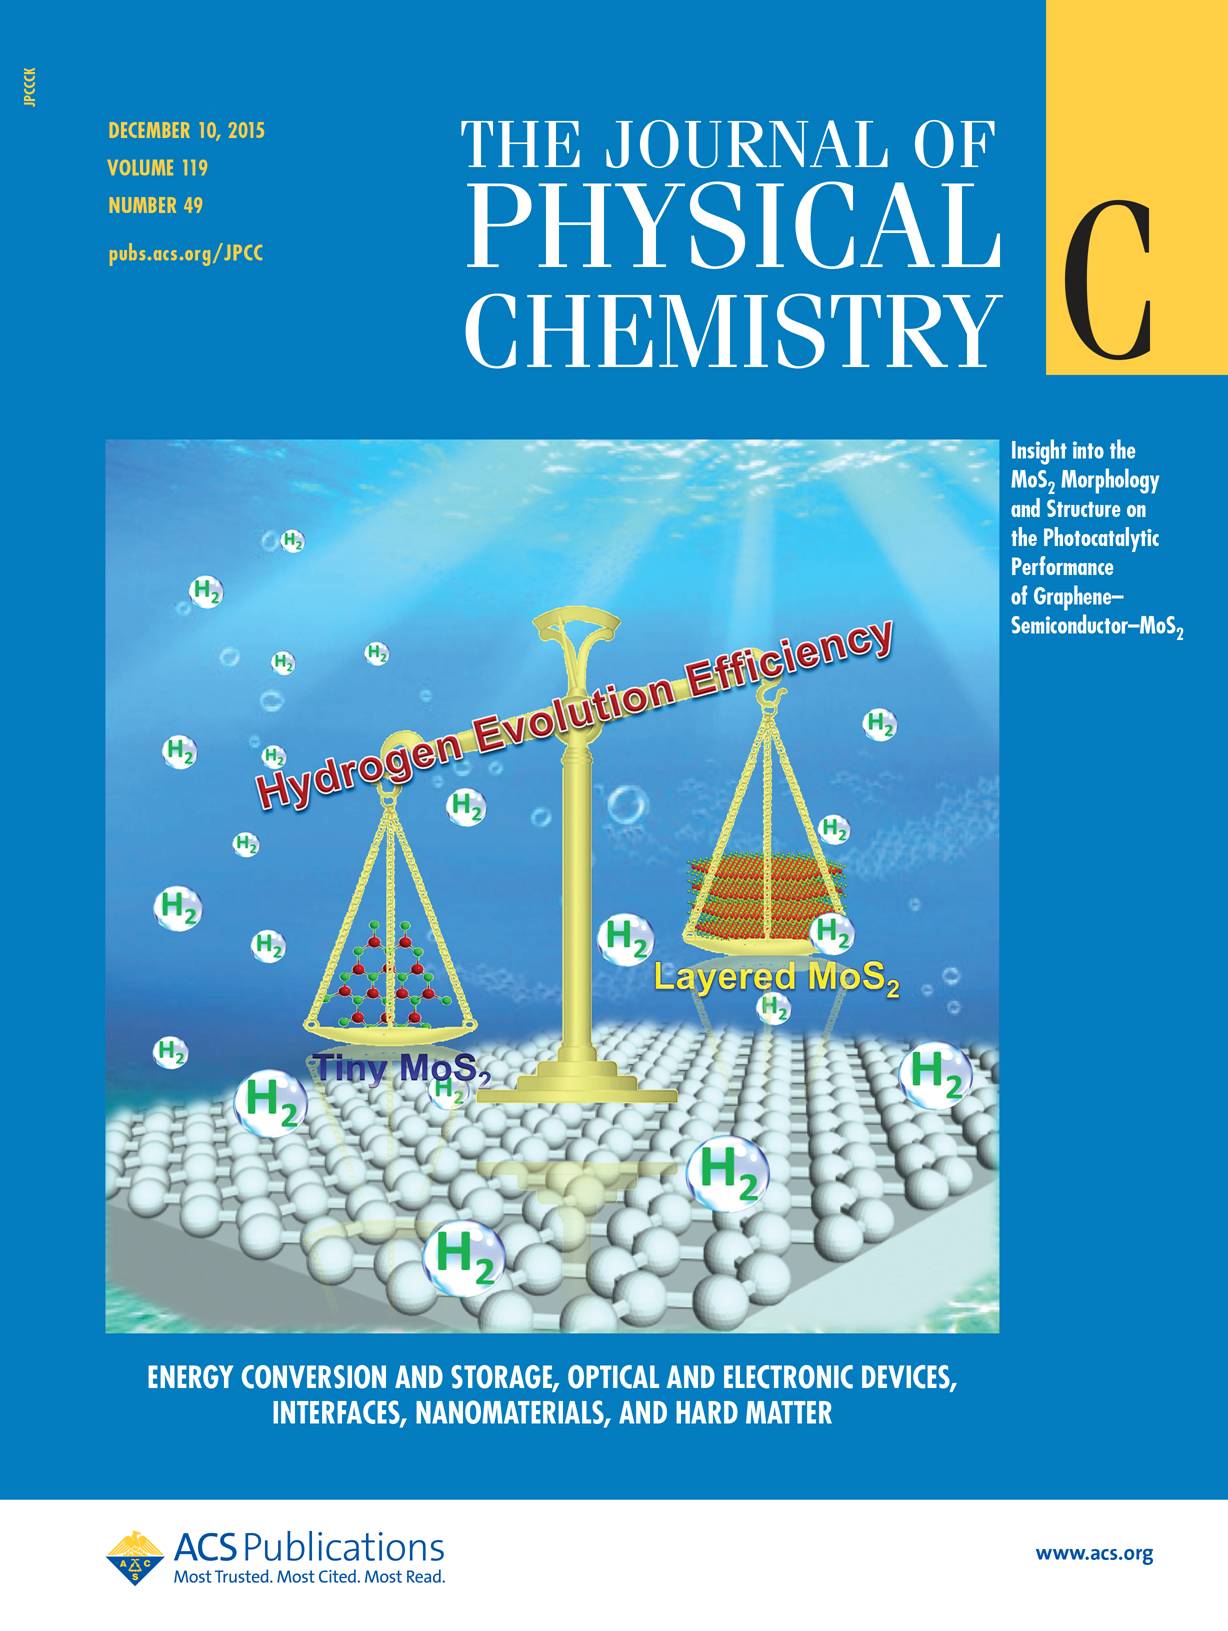 JPCCCK
DECEMBER 10, 2015
VOLUME 119
NUMBER 49
pubs.acs.org/JPCC
THE JOURNAL OF
PHYSICAL
CHEMISTRY
C
Insight into the
MoS₂ Morphology
and Structure on
the Photocatalytic
Performance
of Graphene–
Semiconductor–MoS₂
H₂
H₂
H₂
H₂
Hydrogen Evolution Efficiency
H₂
H₂
H₂
H₂
H₂
H₂
H₂
H₂
H₂
H₂
Layered MoS₂
H₂
H₂
Tiny MoS₂
H₂
H₂
H₂
H₂
H₂
ENERGY CONVERSION AND STORAGE, OPTICAL AND ELECTRONIC DEVICES,
INTERFACES, NANOMATERIALS, AND HARD MATTER
A C S
ACS Publications
Most Trusted. Most Cited. Most Read.
www.acs.org